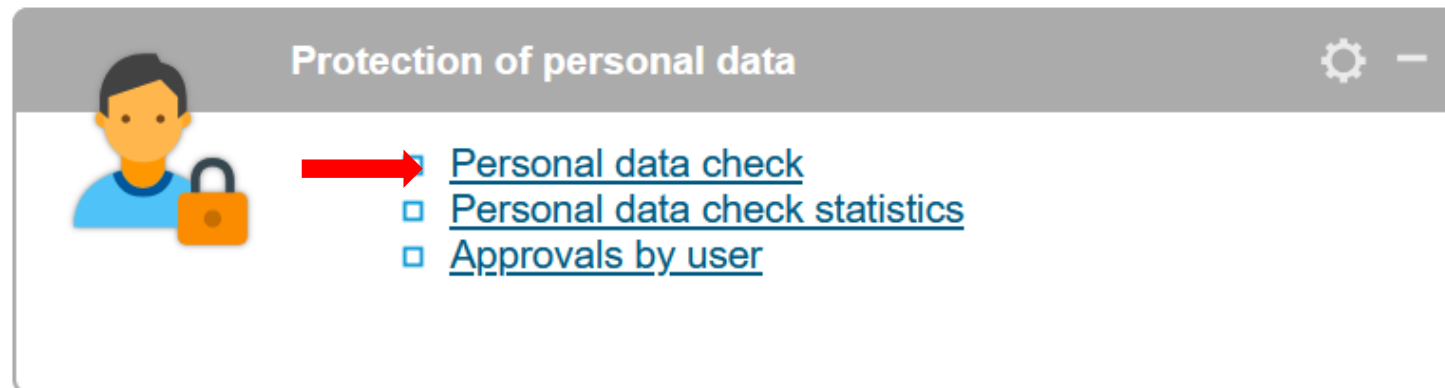 Protection of personal data
Personal data check
Personal data check statistics
Approvals by user